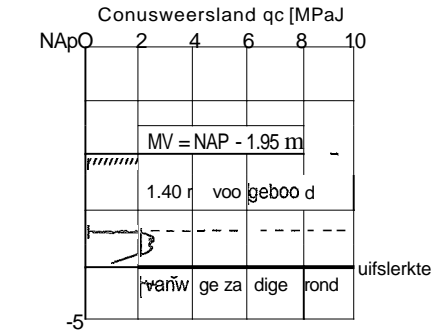 Conusweersland qc [MPaJ
NApO 2 4 6 8 10
MV = NAP - 1.95 m
1.40 r voo geboo d
uifslerkte
vanw ge za dige rond
-5